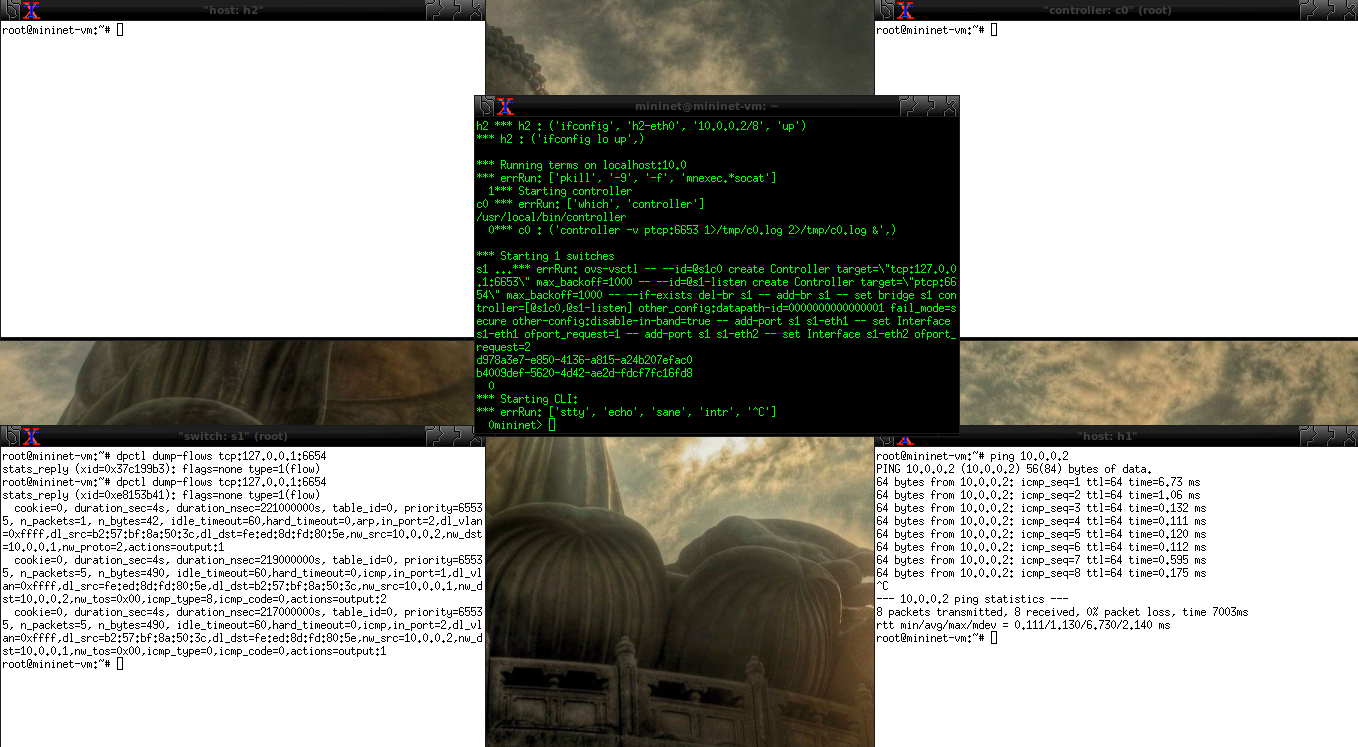 "host: h2"
root@mininet-vm:~#
"controller: c0" (root)
root@mininet-vm:~#
mininet@mininet-vm: ~
h2 *** h2 : ('ifconfig', 'h2-eth0', '10.0.0.2/8', 'up')
*** h2 : ('ifconfig lo up',)
*** Running terms on localhost:10.0
*** errRun: ['pkill', '-9', '-f', 'mnexec.*socat']
  1*** Starting controller
c0 *** errRun: ['which', 'controller']
/usr/local/bin/controller
  0*** c0 : ('controller -v ptcp:6653 1>/tmp/c0.log 2>/tmp/c0.log &',)
*** Starting 1 switches
s1 ...*** errRun: ovs-vsctl -- --id=@s1c0 create Controller target=\"tcp:127.0.0
.1:6653\" max_backoff=1000 -- --id=@s1-listen create Controller target=\"ptcp:66
54\" max_backoff=1000 -- --if-exists del-br s1 -- add-br s1 -- set bridge s1 con
troller=[@s1c0,@s1-listen] other_config:datapath-id=0000000000000001 fail_mode=s
ecure other-config:disable-in-band=true -- add-port s1 s1-eth1 -- set Interface
s1-eth1 ofport_request=1 -- add-port s1 s1-eth2 -- set Interface s1-eth2 ofport_
request=2
d978a3e7-e850-4136-a815-a24b207efac0
b4009def-5620-4d42-ae2d-fdcf7fc16fd8
  0
*** Starting CLI:
*** errRun: ['stty', 'echo', 'sane', 'intr', '^C']
  0mininet>
"switch: s1" (root)
root@mininet-vm:~# dpctl dump-flows tcp:127.0.0.1:6654
stats_reply (xid=0x37c199b3): flags=none type=1(flow)
root@mininet-vm:~# dpctl dump-flows tcp:127.0.0.1:6654
stats_reply (xid=0xe8153b41): flags=none type=1(flow)
  cookie=0, duration_sec=4s, duration_nsec=221000000s, table_id=0, priority=6553
5, n_packets=1, n_bytes=42, idle_timeout=60,hard_timeout=0,arp,in_port=2,dl_vlan
=0xffff,dl_src=b2:57:bf:8a:50:3c,dl_dst=fe:ed:8d:fd:80:5e,nw_src=10.0.0.2,nw_dst
=10.0.0.1,nw_proto=2,actions=output:1
  cookie=0, duration_sec=4s, duration_nsec=219000000s, table_id=0, priority=6553
5, n_packets=5, n_bytes=490, idle_timeout=60,hard_timeout=0,icmp,in_port=1,dl_vl
an=0xffff,dl_src=fe:ed:8d:fd:80:5e,dl_dst=b2:57:bf:8a:50:3c,nw_src=10.0.0.1,nw_d
st=10.0.0.2,nw_tos=0x00,icmp_type=8,icmp_code=0,actions=output:2
  cookie=0, duration_sec=4s, duration_nsec=217000000s, table_id=0, priority=6553
5, n_packets=5, n_bytes=490, idle_timeout=60,hard_timeout=0,icmp,in_port=2,dl_vl
an=0xffff,dl_src=b2:57:bf:8a:50:3c,dl_dst=fe:ed:8d:fd:80:5e,nw_src=10.0.0.2,nw_d
st=10.0.0.1,nw_tos=0x00,icmp_type=0,icmp_code=0,actions=output:1
root@mininet-vm:~#
"host: h1"
root@mininet-vm:~# ping 10.0.0.2
PING 10.0.0.2 (10.0.0.2) 56(84) bytes of data.
64 bytes from 10.0.0.2: icmp_seq=1 ttl=64 time=6.73 ms
64 bytes from 10.0.0.2: icmp_seq=2 ttl=64 time=1.06 ms
64 bytes from 10.0.0.2: icmp_seq=3 ttl=64 time=0.132 ms
64 bytes from 10.0.0.2: icmp_seq=4 ttl=64 time=0.111 ms
64 bytes from 10.0.0.2: icmp_seq=5 ttl=64 time=0.120 ms
64 bytes from 10.0.0.2: icmp_seq=6 ttl=64 time=0.112 ms
64 bytes from 10.0.0.2: icmp_seq=7 ttl=64 time=0.595 ms
64 bytes from 10.0.0.2: icmp_seq=8 ttl=64 time=0.175 ms
^C
--- 10.0.0.2 ping statistics ---
8 packets transmitted, 8 received, 0% packet loss, time 7003ms
rtt min/avg/max/mdev = 0.111/1.130/6.730/2.140 ms
root@mininet-vm:~#